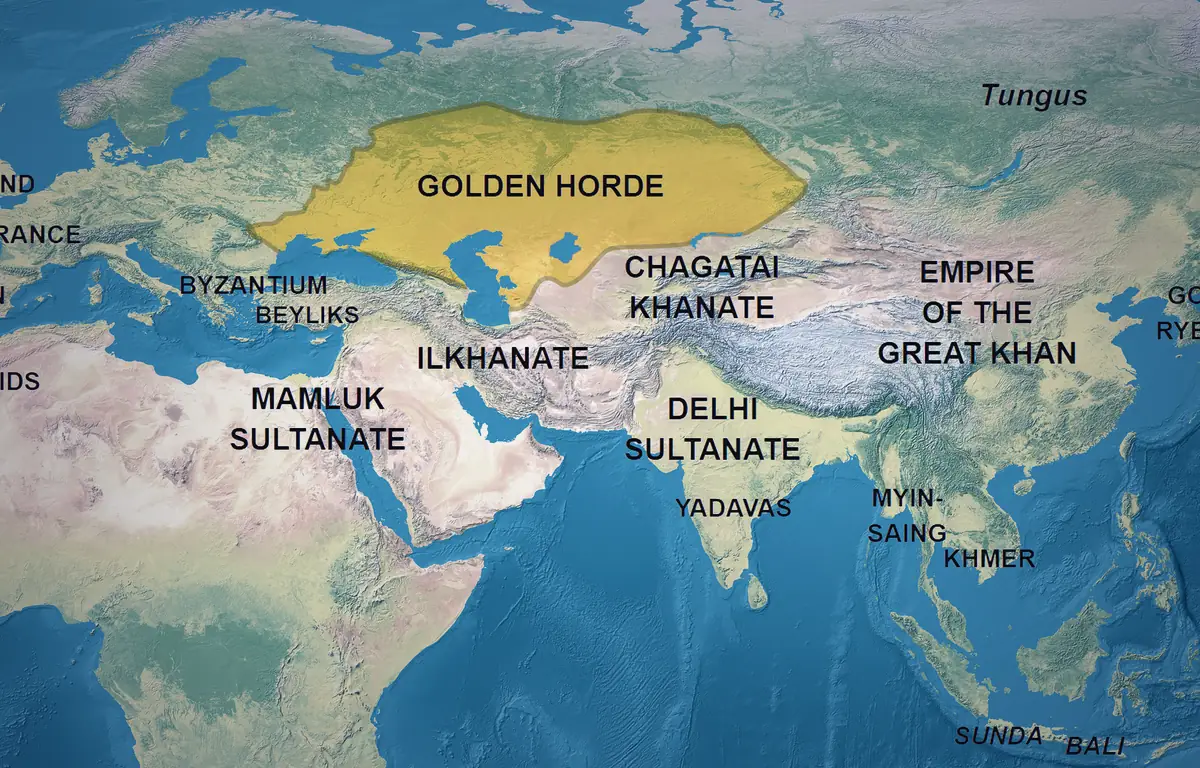 Tungus
ND
GOLDEN HORDE
RANCE
CHAGATAI
KHANATE
EMPIRE
OF THE
GREAT KHAN
BYZANTIUM
BEYLIKS
GO
RYE
ILKHANATE
IDS
MAMLUK
SULTANATE
DELHI
SULTANATE
YADAVAS
MYIN-
SAING
KHMER
SUNDA
BALI